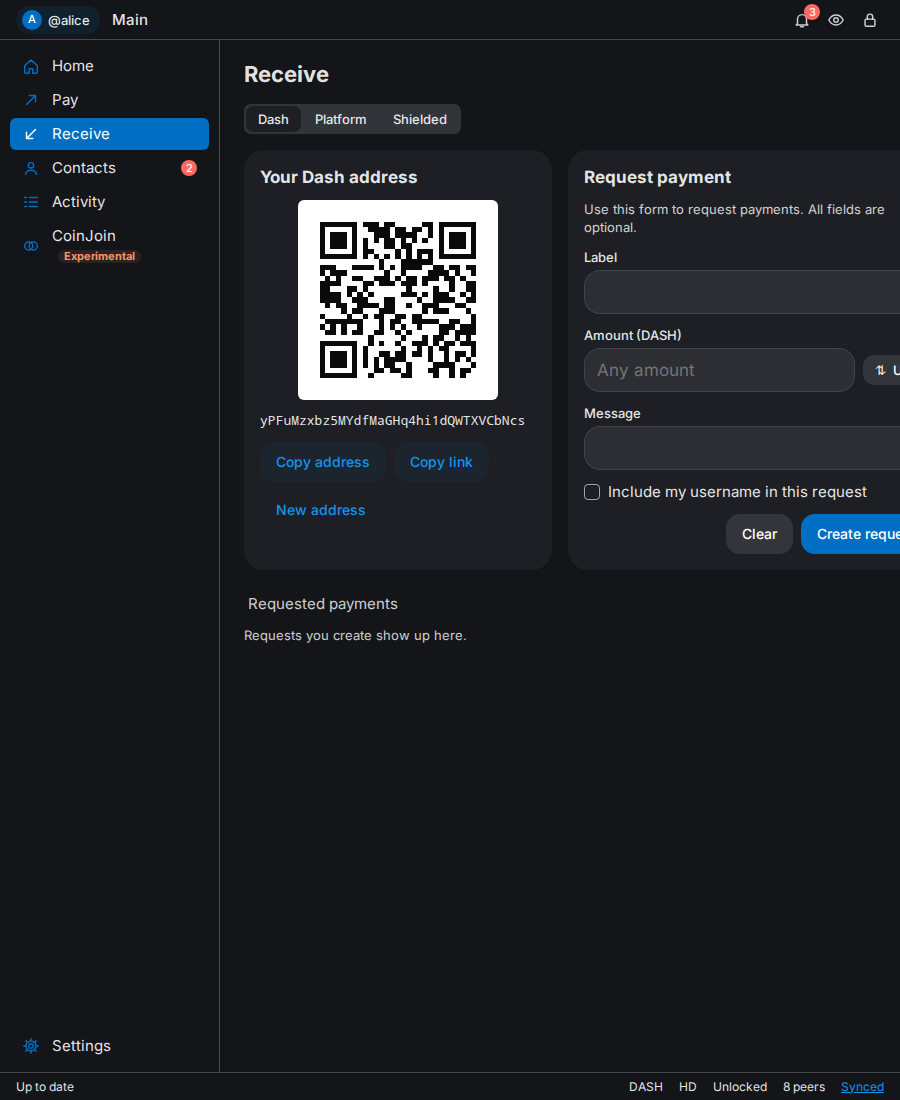 A @alice Main 3
Home
Pay
Receive
Contacts 2
Activity
CoinJoin
Experimental
Settings
Receive
Dash Platform Shielded
Your Dash address
yPFuMzxbz5MYdfMaGHq4hi1dQWTXVCbNcs
Copy address Copy link
New address
Request payment
Use this form to request payments. All fields are
optional.
Label
Amount (DASH)
Any amount ⇅ U
Message
Include my username in this request
Clear Create reque
Requested payments
Requests you create show up here.
Up to date DASH HD Unlocked 8 peers Synced